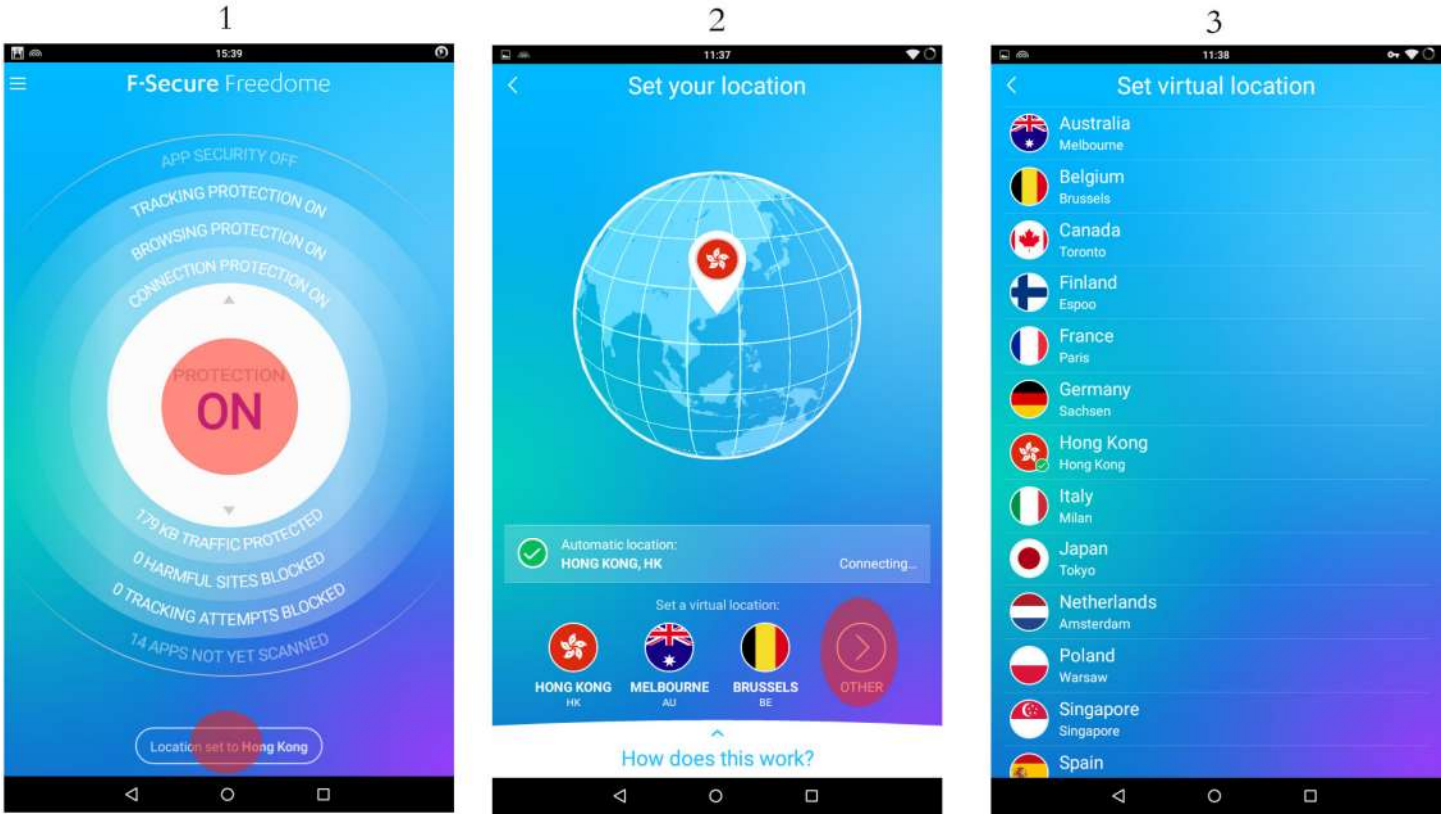 1
15:39
F-Secure Freedome
APP SECURITY OFF
TRACKING PROTECTION ON
BROWSING PROTECTION ON
CONNECTION PROTECTION ON
PROTECTION
ON
179 KB TRAFFIC PROTECTED
0 HARMFUL SITES BLOCKED
0 TRACKING ATTEMPTS BLOCKED
14 APPS NOT YET SCANNED
Location set to Hong Kong
2
11:37
Set your location
Automatic location:
HONG KONG, HK
Connecting...
Set a virtual location:
HONG KONG
HK
MELBOURNE
AU
BRUSSELS
BE
OTHER
How does this work?
3
11:38
Set virtual location
Australia
Melbourne
Belgium
Brussels
Canada
Toronto
Finland
Espoo
France
Paris
Germany
Sachsen
Hong Kong
Hong Kong
Italy
Milan
Japan
Tokyo
Netherlands
Amsterdam
Poland
Warsaw
Singapore
Singapore
Spain